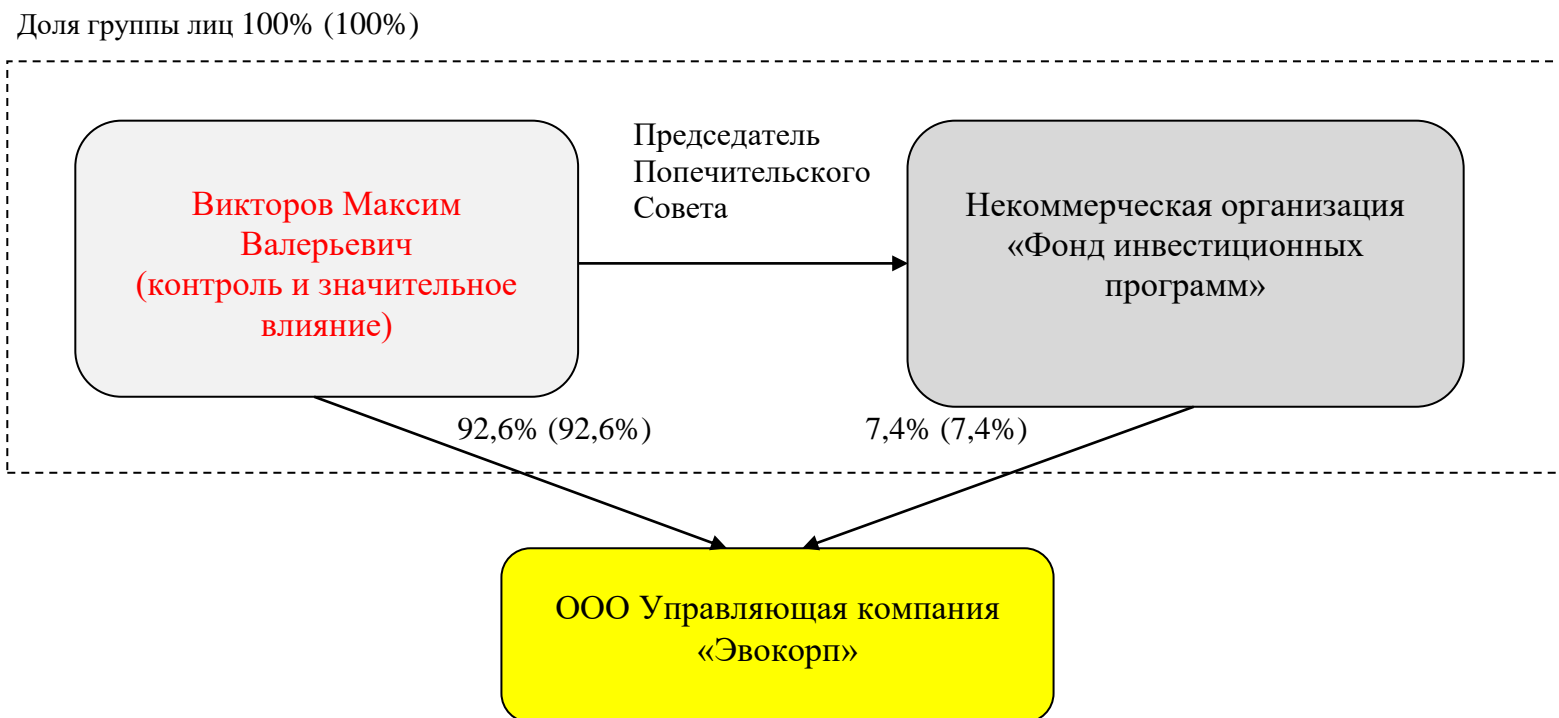 Доля группы лиц 100% (100%)
Председатель
Попечительского
Совета
Викторов Максим
Валерьевич
(контроль и значительное
влияние)
Некоммерческая организация
«Фонд инвестиционных
программ»
92,6% (92,6%)
7,4% (7,4%)
ООО Управляющая компания
«Эвокорп»